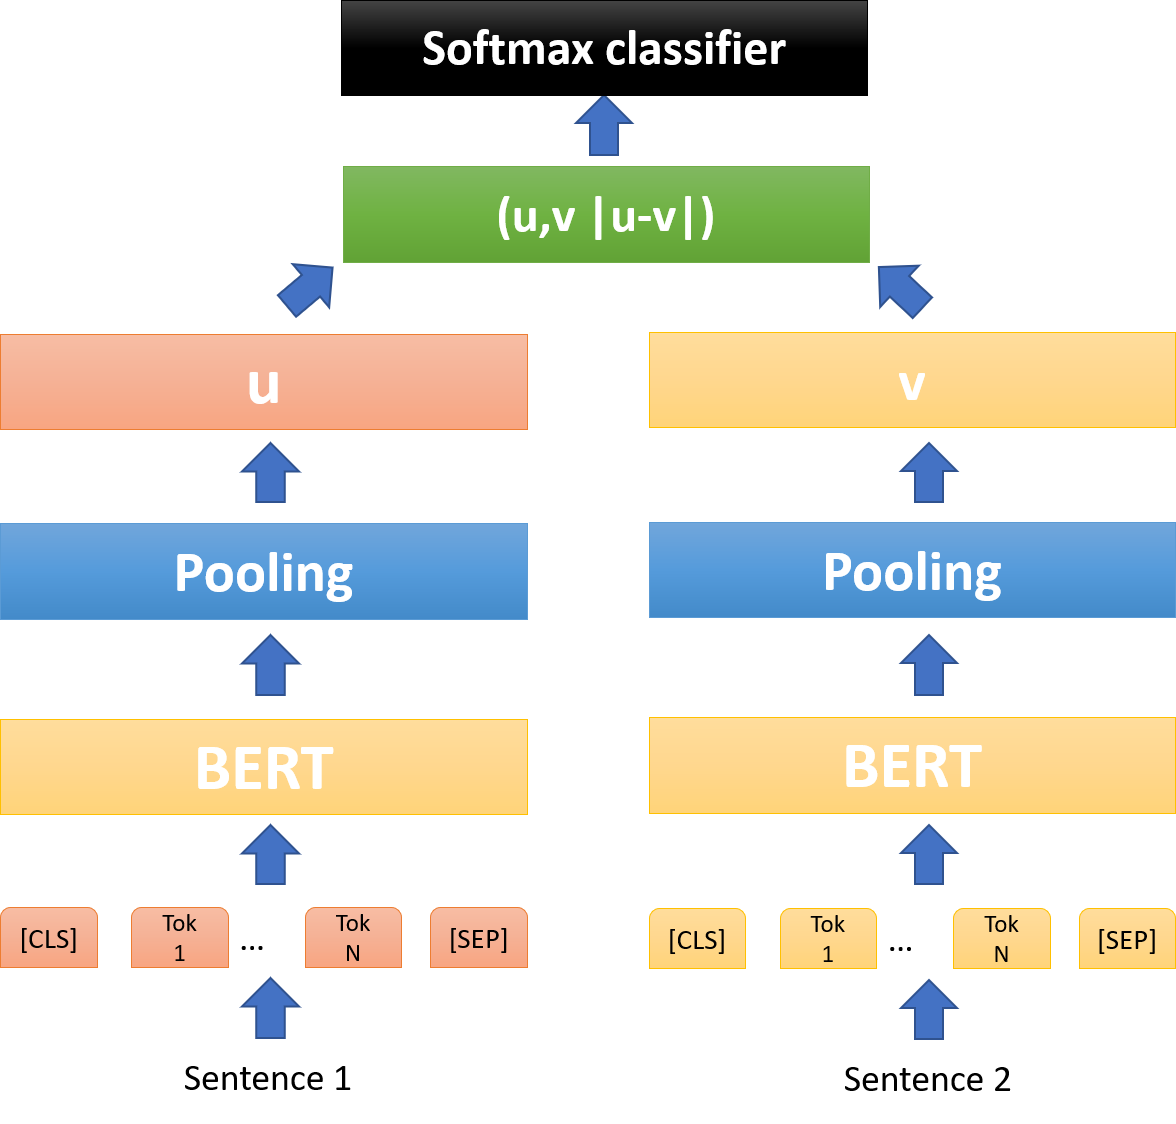 Softmax classifier
(u,v |u-v|)
u
v
Pooling
Pooling
BERT
BERT
[CLS]
Tok
1
...
Tok
N
[SEP]
[CLS]
Tok
1
...
Tok
N
[SEP]
Sentence 1
Sentence 2